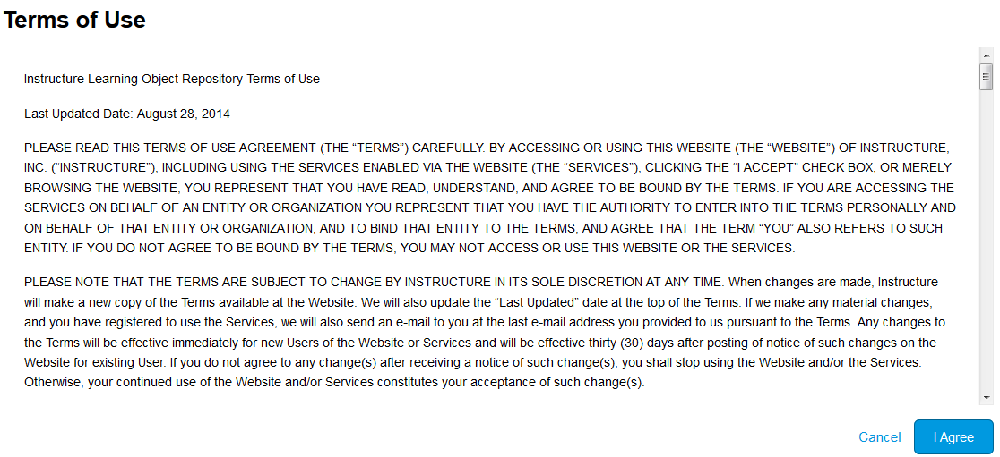 Terms of Use
Instructure Learning Object Repository Terms of Use
Last Updated Date: August 28, 2014
PLEASE READ THIS TERMS OF USE AGREEMENT (THE “TERMS”) CAREFULLY. BY ACCESSING OR USING THIS WEBSITE (THE “WEBSITE”) OF INSTRUCTURE,
INC. (“INSTRUCTURE”), INCLUDING USING THE SERVICES ENABLED VIA THE WEBSITE (THE “SERVICES”), CLICKING THE “I ACCEPT” CHECK BOX, OR MERELY
BROWSING THE WEBSITE, YOU REPRESENT THAT YOU HAVE READ, UNDERSTAND, AND AGREE TO BE BOUND BY THE TERMS. IF YOU ARE ACCESSING THE
SERVICES ON BEHALF OF AN ENTITY OR ORGANIZATION YOU REPRESENT THAT YOU HAVE THE AUTHORITY TO ENTER INTO THE TERMS PERSONALLY AND
ON BEHALF OF THAT ENTITY OR ORGANIZATION, AND TO BIND THAT ENTITY TO THE TERMS, AND AGREE THAT THE TERM “YOU” ALSO REFERS TO SUCH
ENTITY. IF YOU DO NOT AGREE TO BE BOUND BY THE TERMS, YOU MAY NOT ACCESS OR USE THIS WEBSITE OR THE SERVICES.
PLEASE NOTE THAT THE TERMS ARE SUBJECT TO CHANGE BY INSTRUCTURE IN ITS SOLE DISCRETION AT ANY TIME. When changes are made, Instructure
will make a new copy of the Terms available at the Website. We will also update the “Last Updated” date at the top of the Terms. If we make any material changes,
and you have registered to use the Services, we will also send an e-mail to you at the last e-mail address you provided to us pursuant to the Terms. Any changes to
the Terms will be effective immediately for new Users of the Website or Services and will be effective thirty (30) days after posting of notice of such changes on the
Website for existing User. If you do not agree to any change(s) after receiving a notice of such change(s), you shall stop using the Website and/or the Services.
Otherwise, your continued use of the Website and/or Services constitutes your acceptance of such change(s).
Cancel
I Agree